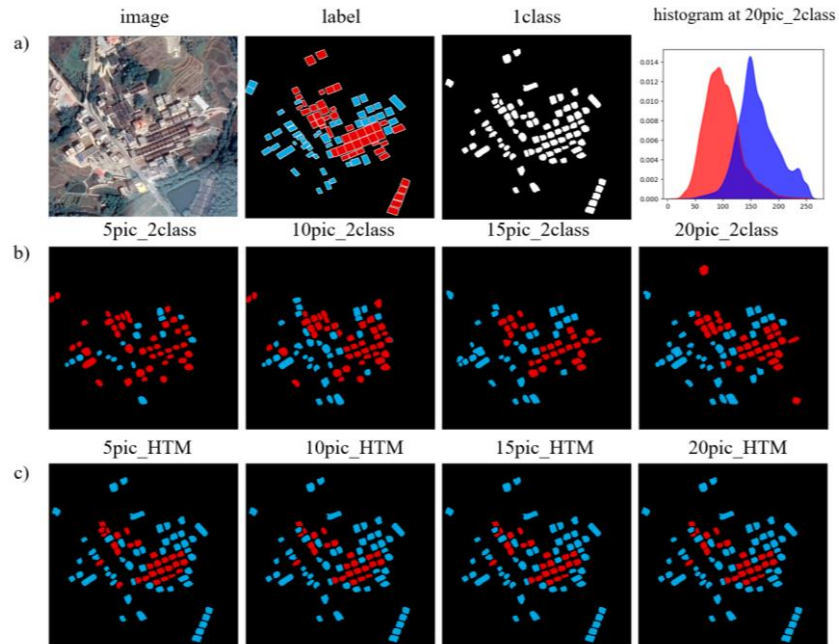 image label 1class histogram at 20pic_2class
a)
0.014
0.012
0.010
0.008
0.006
0.004
0.002
0.000
0 50 100 150 200 250
5pic_2class 10pic_2class 15pic_2class 20pic_2class
b)
5pic_HTM 10pic_HTM 15pic_HTM 20pic_HTM
c)